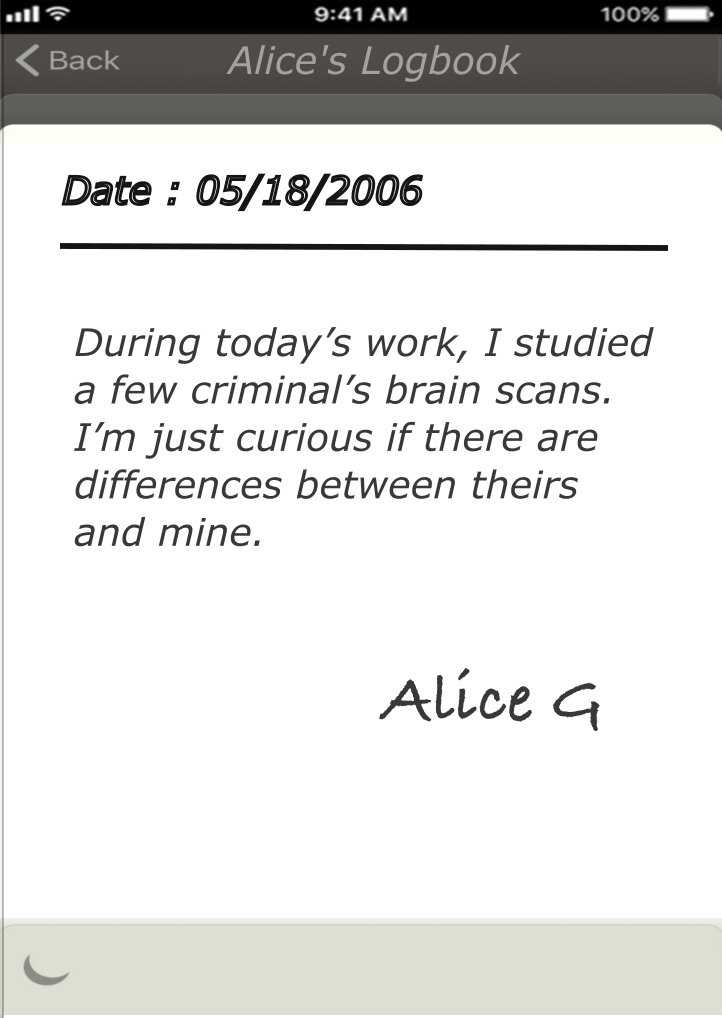 9:41 AM 100%
Back Alice's Logbook
Date : 05/18/2006
During today’s work, I studied
a few criminal’s brain scans.
I’m just curious if there are
differences between theirs
and mine.
Alice G